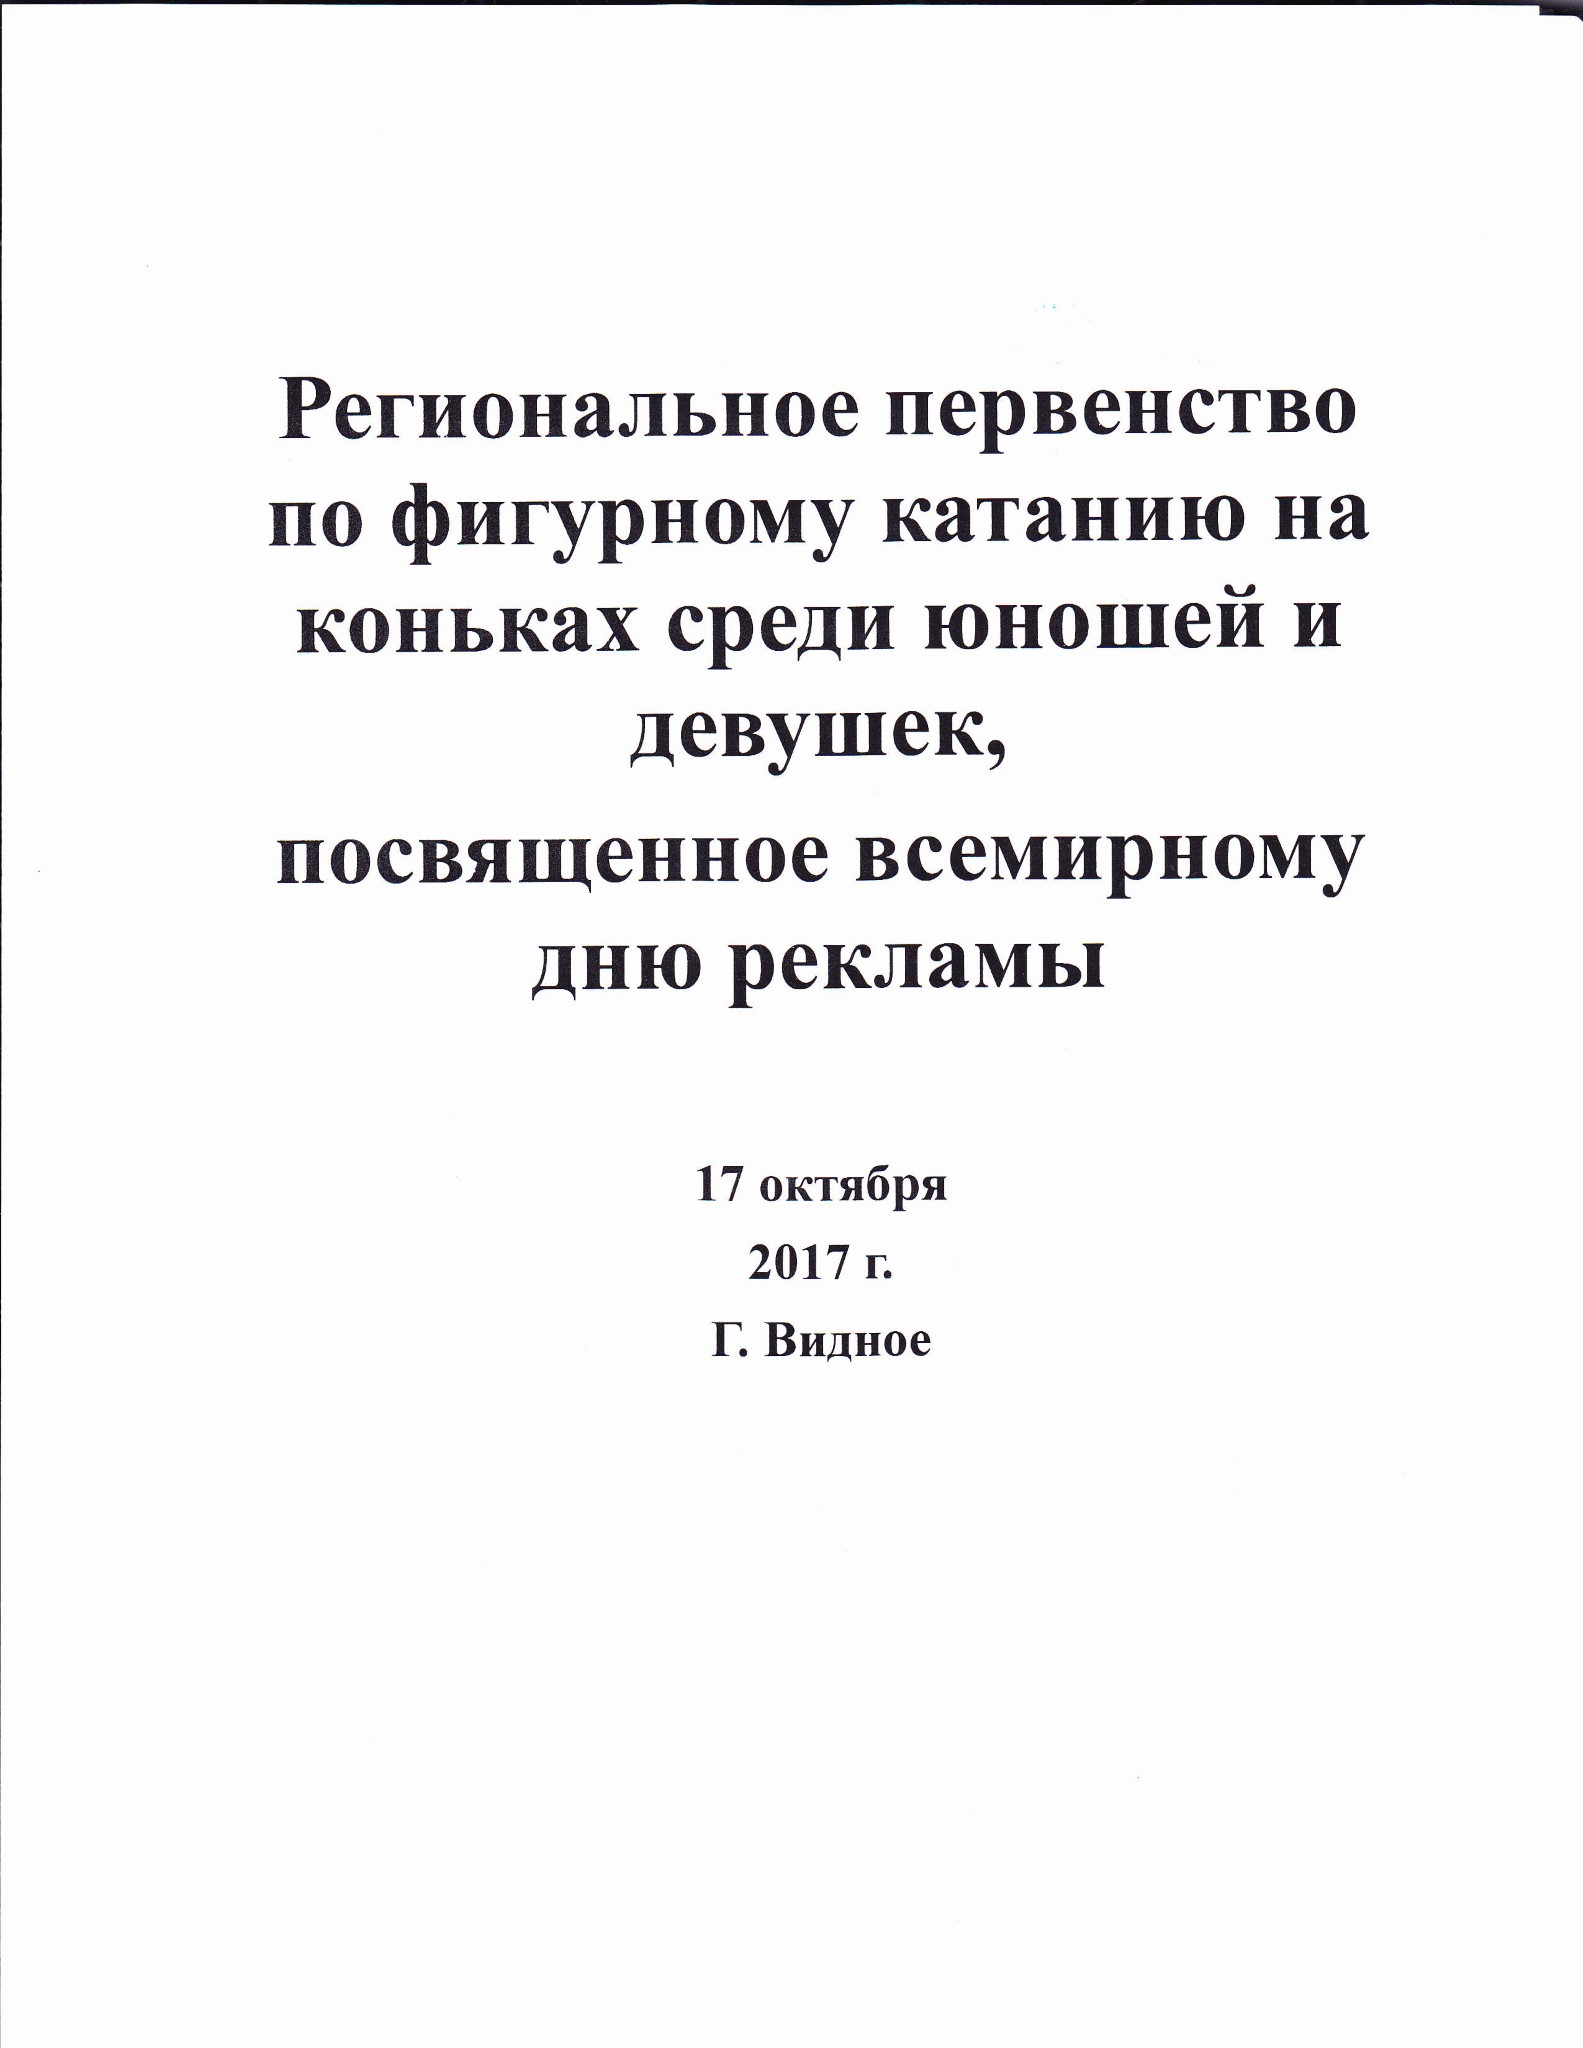 Региональное первенство
по фигурному катанию на
коньках среди юношей и
девушек,
посвященное всемирному
дню рекламы
17 октября
2017 г.
Г. Видное